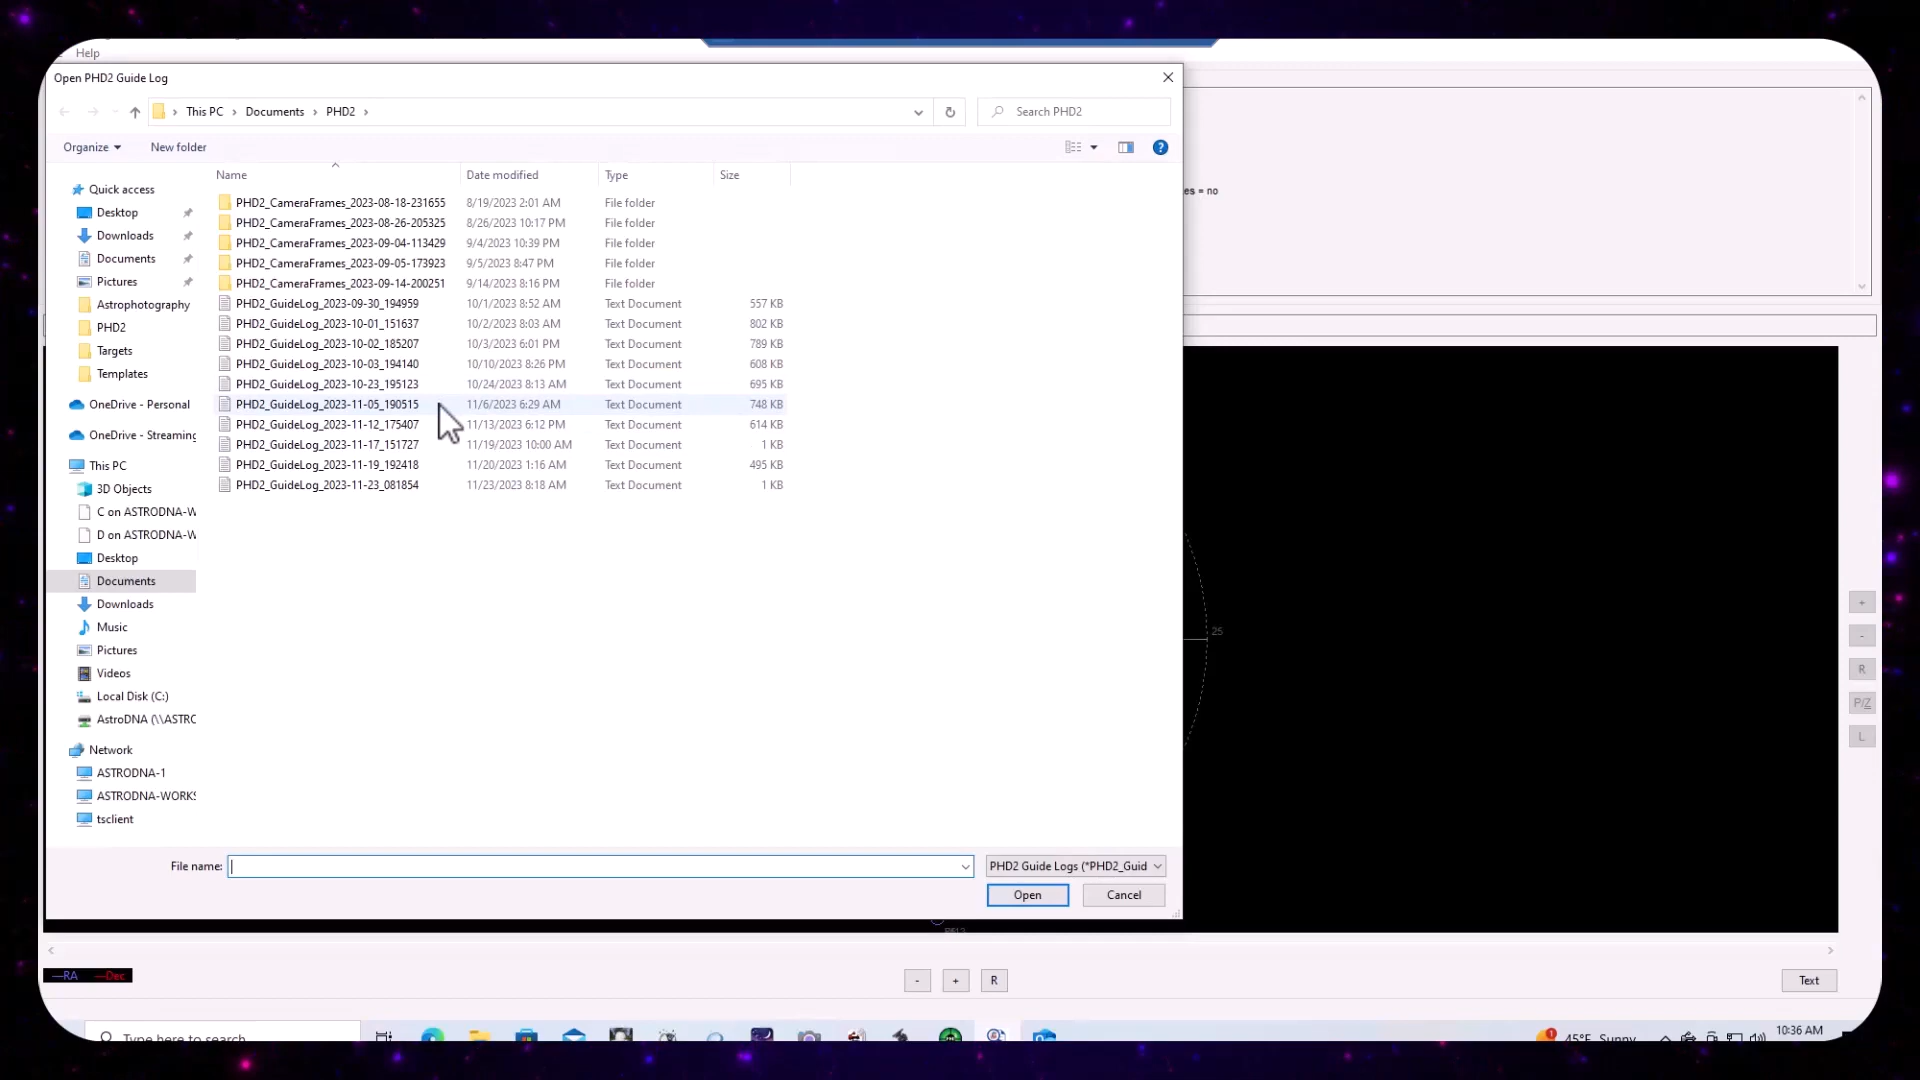 Help
Open PHD2 Guide Log
This PC > Documents > PHD2 >
Search PHD2
Organize
New folder
Name Date modified Type Size
Quick access
Desktop
Downloads
Documents
Pictures
Astrophotography
PHD2
Targets
Templates
OneDrive - Personal
OneDrive - Streaming
This PC
3D Objects
C on ASTRODNA-W
D on ASTRODNA-W
Desktop
Documents
Downloads
Music
Pictures
Videos
Local Disk (C:)
AstroDNA (\\ASTRC
Network
ASTRODNA-1
ASTRODNA-WORKS
tsclient
PHD2_CameraFrames_2023-08-18-231655 8/19/2023 2:01 AM File folder
PHD2_CameraFrames_2023-08-26-205325 8/26/2023 10:17 PM File folder
PHD2_CameraFrames_2023-09-04-113429 9/4/2023 10:39 PM File folder
PHD2_CameraFrames_2023-09-05-173923 9/5/2023 8:47 PM File folder
PHD2_CameraFrames_2023-09-14-200251 9/14/2023 8:16 PM File folder
PHD2_GuideLog_2023-09-30_194959 10/1/2023 8:52 AM Text Document 557 KB
PHD2_GuideLog_2023-10-01_151637 10/2/2023 8:03 AM Text Document 802 KB
PHD2_GuideLog_2023-10-02_185207 10/3/2023 6:01 PM Text Document 789 KB
PHD2_GuideLog_2023-10-03_194140 10/10/2023 8:26 PM Text Document 608 KB
PHD2_GuideLog_2023-10-23_195123 10/24/2023 8:13 AM Text Document 695 KB
PHD2_GuideLog_2023-11-05_190515 11/6/2023 6:29 AM Text Document 748 KB
PHD2_GuideLog_2023-11-12_175407 11/13/2023 6:12 PM Text Document 614 KB
PHD2_GuideLog_2023-11-17_151727 11/19/2023 10:00 AM Text Document 1 KB
PHD2_GuideLog_2023-11-19_192418 11/20/2023 1:16 AM Text Document 495 KB
PHD2_GuideLog_2023-11-23_081854 11/23/2023 8:18 AM Text Document 1 KB
File name:
PHD2 Guide Logs (*PHD2_Guid
Open
Cancel
es = no
25
+
-
R
P/Z
L
RA Dec
- + R
Text
Type here to search
45°F Sunny
10:36 AM